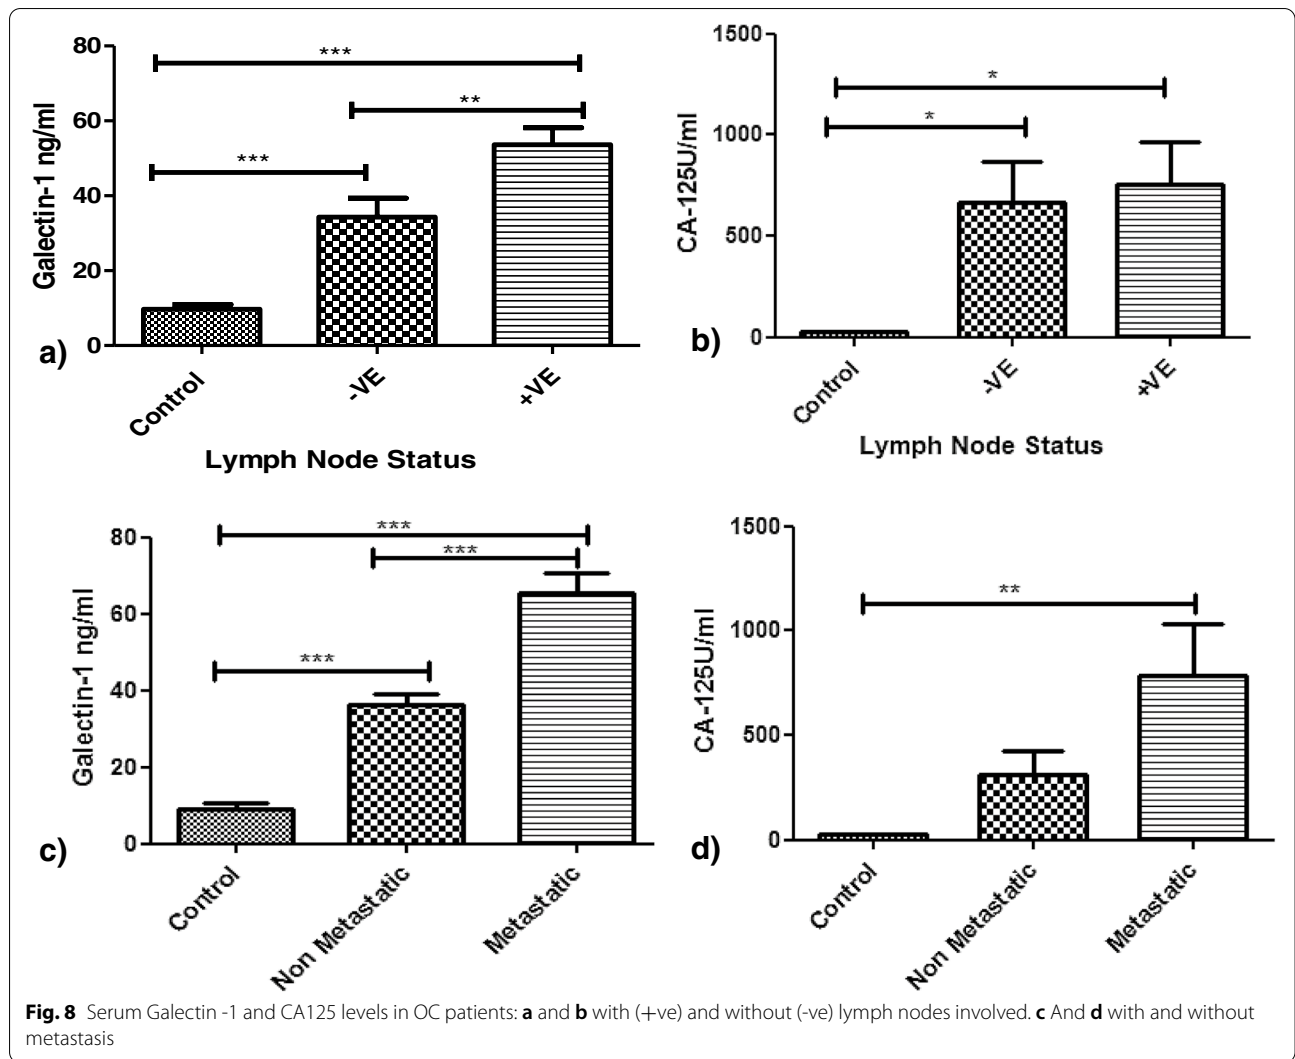 80
60
40
20
0
Galectin-1 ng/ml
***
**
***
a)
Control
-VE
+VE
Lymph Node Status
1500
1000
500
0
CA-125U/ml
*
*
b)
Control
-VE
+VE
Lymph Node Status
80
60
40
20
0
Galectin-1 ng/ml
***
***
***
c)
Control
Non Metastatic
Metastatic
1500
1000
500
0
CA-125U/ml
**
d)
Control
Non Metastatic
Metastatic
Fig. 8 Serum Galectin -1 and CA125 levels in OC patients: a and b with (+ve) and without (-ve) lymph nodes involved. c And d with and without
metastasis